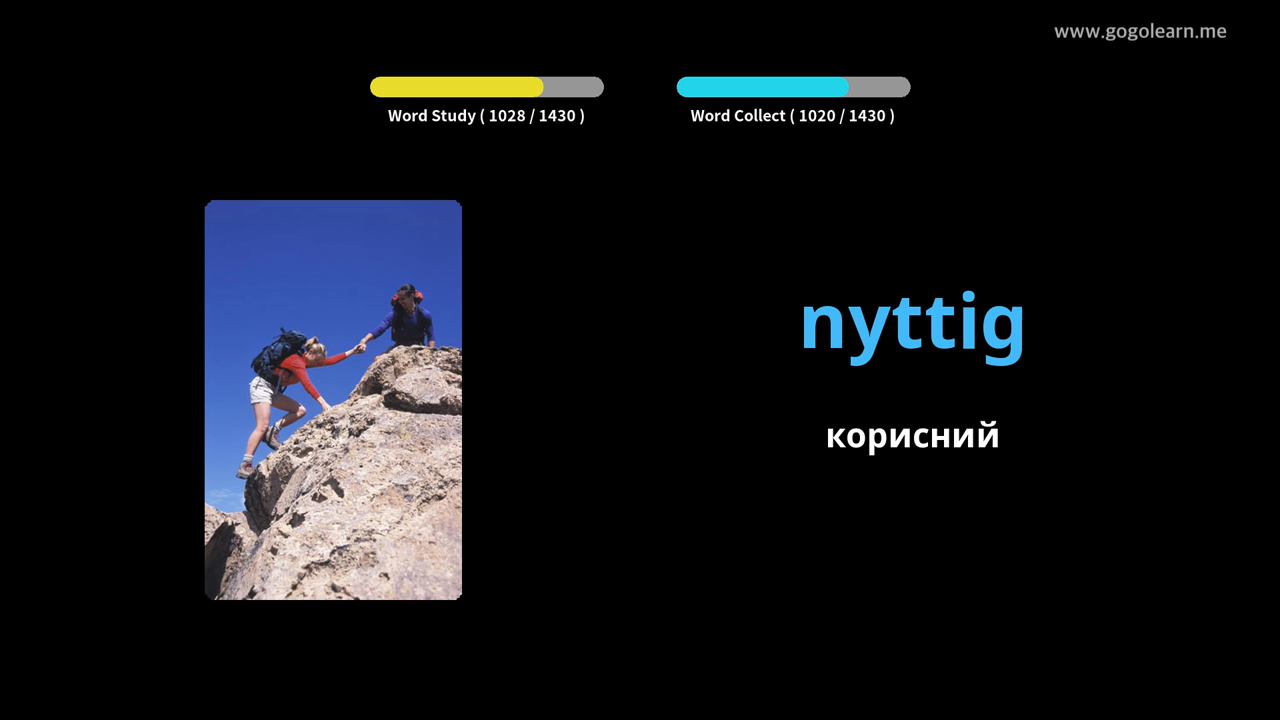 www.gogolearn.me
Word Study ( 1028 / 1430 )
Word Collect ( 1020 / 1430 )
nyttig
корисний